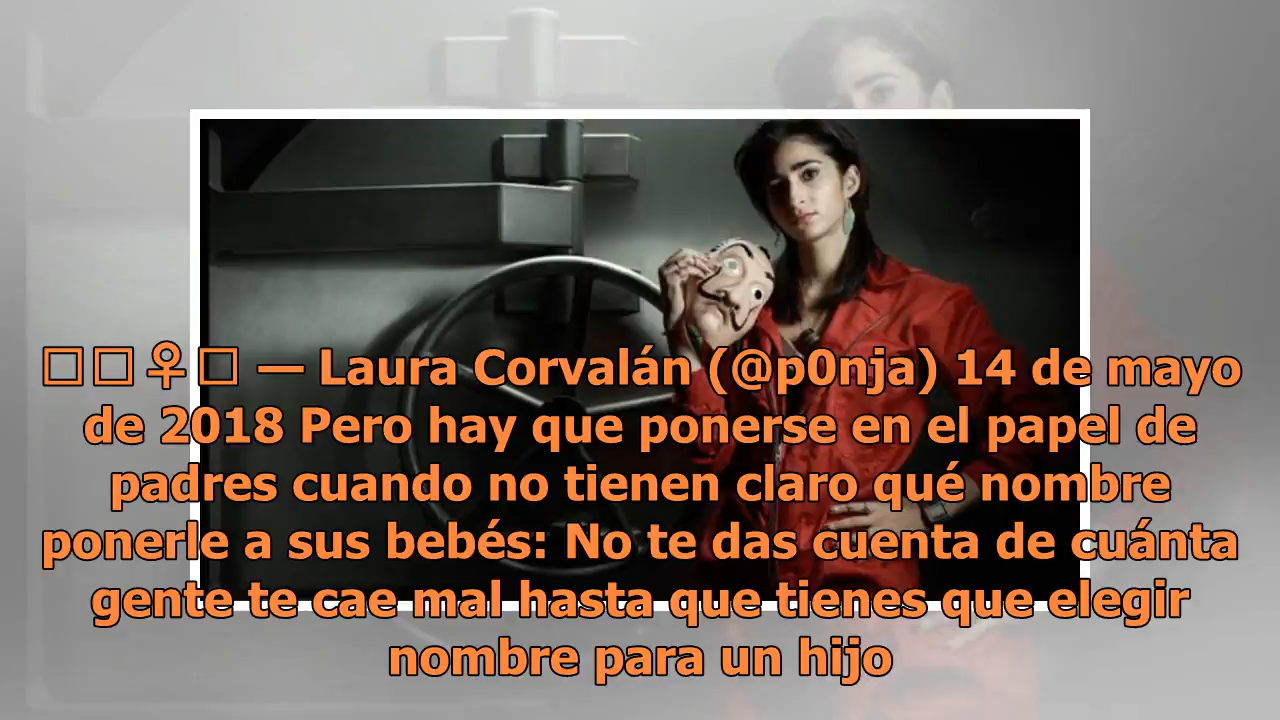 □□♀□ — Laura Corvalán (@p0nja) 14 de mayo
de 2018 Pero hay que ponerse en el papel de
padres cuando no tienen claro qué nombre
ponerle a sus bebés: No te das cuenta de cuánta
gente te cae mal hasta que tienes que elegir
nombre para un hijo